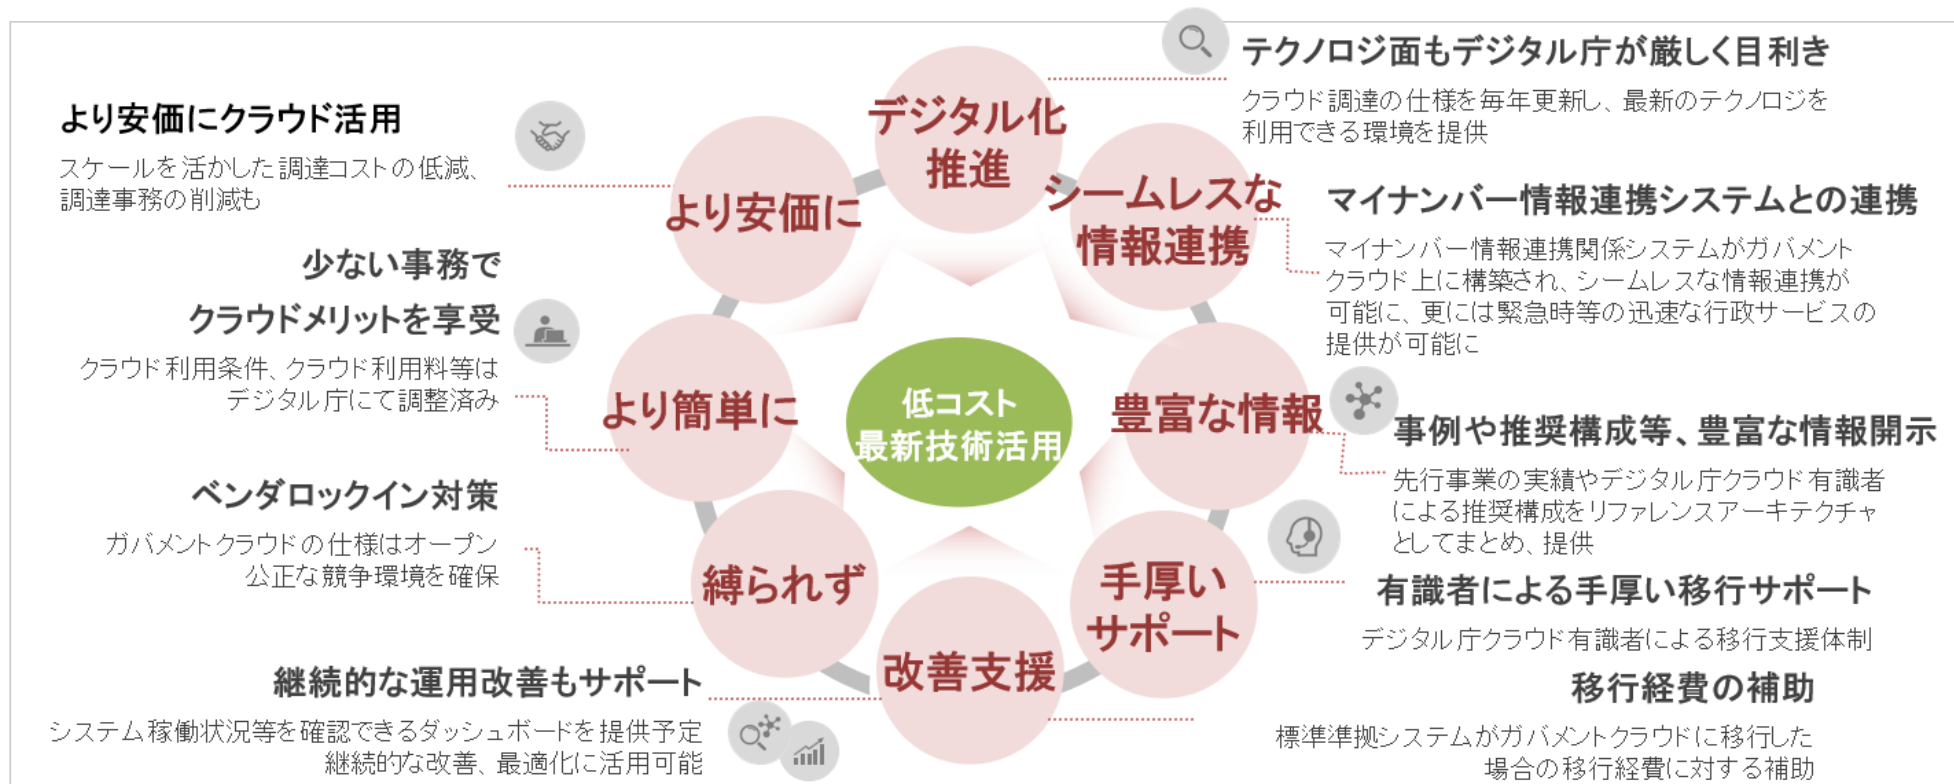 より安価にクラウド活用
スケールを活かした調達コストの低減、
調達事務の削減も
少ない事務で
クラウドメリットを享受
クラウド利用条件、クラウド利用料等は
デジタル庁にて調整済み
ベンダロックイン対策
ガバメントクラウドの仕様はオープン
公正な競争環境を確保
継続的な運用改善もサポート
システム稼働状況等を確認できるダッシュボードを提供予定
継続的な改善、最適化に活用可能
デジタル化
推進
シームレスな
情報連携
豊富な情報
手厚い
サポート
改善支援
縛られず
より簡単に
より安価に
低コスト
最新技術活用
テクノロジ面もデジタル庁が厳しく目利き
クラウド調達の仕様を毎年更新し、最新のテクノロジを
利用できる環境を提供
マイナンバー情報連携システムとの連携
マイナンバー情報連携関係システムがガバメント
クラウド上に構築され、シームレスな情報連携が
可能に、更には緊急時等の迅速な行政サービスの
提供が可能に
事例や推奨構成等、豊富な情報開示
先行事業の実績やデジタル庁クラウド有識者
による推奨構成をリファレンスアーキテクチャ
としてまとめ、提供
有識者による手厚い移行サポート
デジタル庁クラウド有識者による移行支援体制
移行経費の補助
標準準拠システムがガバメントクラウドに移行した
場合の移行経費に対する補助